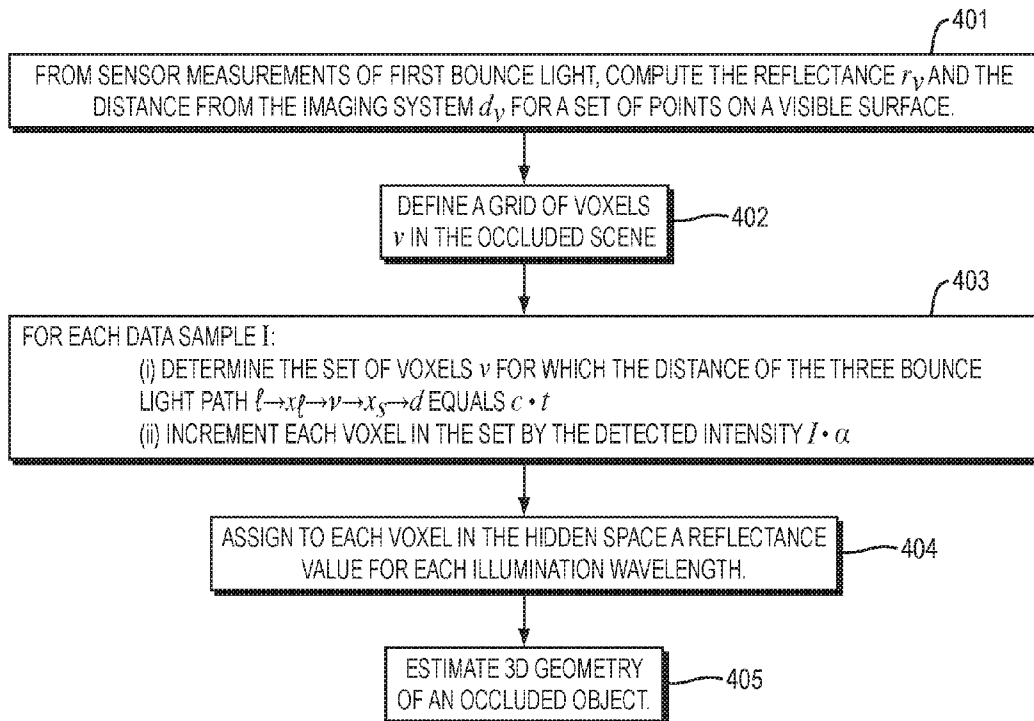 401
FROM SENSOR MEASUREMENTS OF FIRST BOUNCE LIGHT, COMPUTE THE REFLECTANCE rᵥ AND THE
DISTANCE FROM THE IMAGING SYSTEM dᵥ FOR A SET OF POINTS ON A VISIBLE SURFACE.
DEFINE A GRID OF VOXELS
v IN THE OCCLUDED SCENE
402
403
FOR EACH DATA SAMPLE I:
(i) DETERMINE THE SET OF VOXELS v FOR WHICH THE DISTANCE OF THE THREE BOUNCE
LIGHT PATH ℓ→xℓ→v→xₛ→d EQUALS c • t
(ii) INCREMENT EACH VOXEL IN THE SET BY THE DETECTED INTENSITY I • α
ASSIGN TO EACH VOXEL IN THE HIDDEN SPACE A REFLECTANCE
VALUE FOR EACH ILLUMINATION WAVELENGTH.
404
ESTIMATE 3D GEOMETRY
OF AN OCCLUDED OBJECT.
405